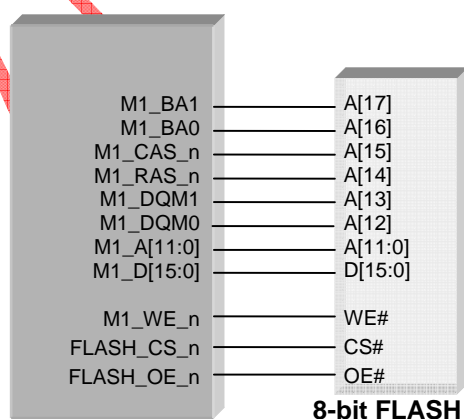 M1_BA1 A[17]
M1_BA0 A[16]
M1_CAS_n A[15]
M1_RAS_n A[14]
M1_DQM1 A[13]
M1_DQM0 A[12]
M1_A[11:0] A[11:0]
M1_D[15:0] D[15:0]
M1_WE_n WE#
FLASH_CS_n CS#
FLASH_OE_n OE#
8-bit FLASH